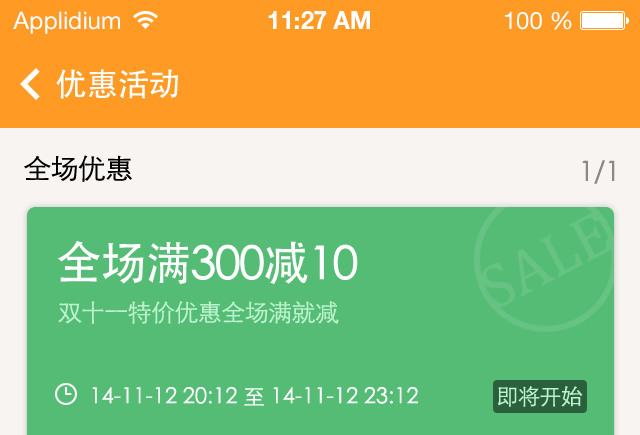 Applidium 11:27 AM 100 %
优惠活动
全场优惠 1/1
全场满300减10
SALE
双十一特价优惠全场满就减
14-11-12 20:12 至 14-11-12 23:12 即将开始